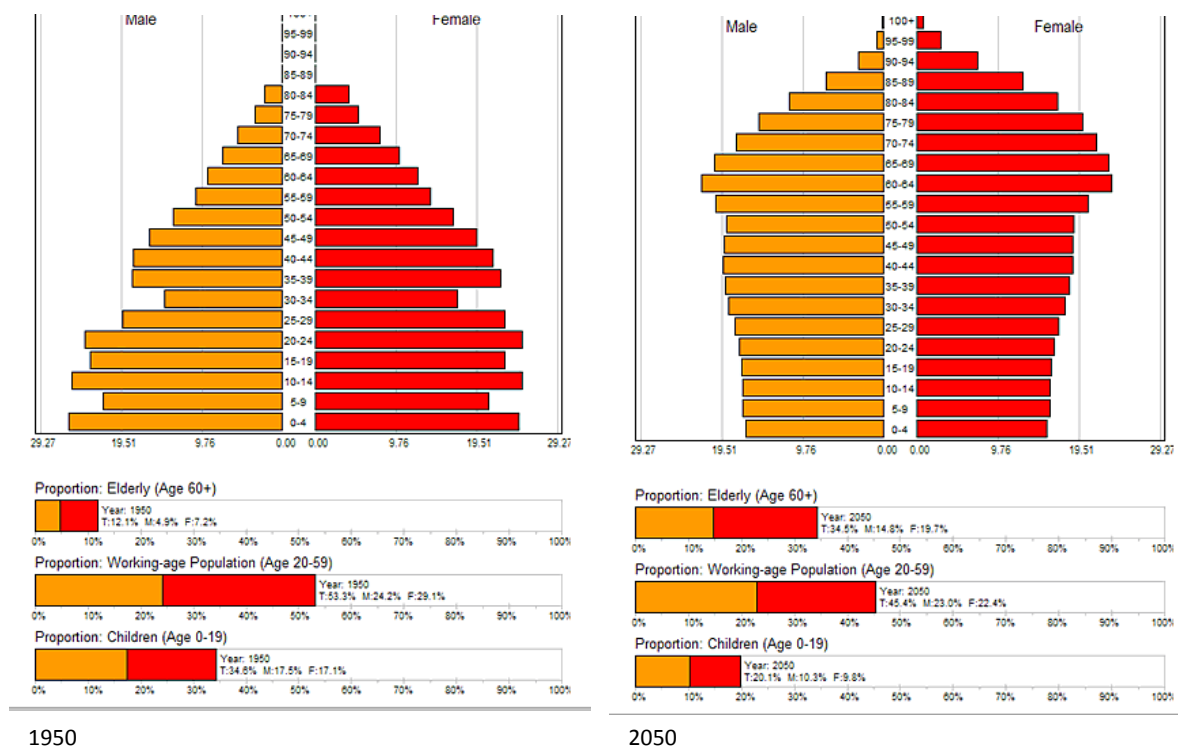 Male Female
100+
95-99
90-94
85-89
80-84
75-79
70-74
65-69
60-64
55-59
50-54
45-49
40-44
35-39
30-34
25-29
20-24
15-19
10-14
5-9
0-4
29.27 19.51 9.76 0.00 0.00 9.76 19.51 29.27
Proportion: Elderly (Age 60+)
Year: 1950
T:12.1% M:4.9% F:7.2%
0% 10% 20% 30% 40% 50% 60% 70% 80% 90% 100%
Proportion: Working-age Population (Age 20-59)
Year: 1950
T:53.3% M:24.2% F:29.1%
0% 10% 20% 30% 40% 50% 60% 70% 80% 90% 100%
Proportion: Children (Age 0-19)
Year: 1950
T:34.6% M:17.5% F:17.1%
0% 10% 20% 30% 40% 50% 60% 70% 80% 90% 100%
1950
100+
Male Female
95-99
90-94
85-89
80-84
75-79
70-74
65-69
60-64
55-59
50-54
45-49
40-44
35-39
30-34
25-29
20-24
15-19
10-14
5-9
0-4
29.27 19.51 9.76 0.00 0.00 9.76 19.51 29.27
Proportion: Elderly (Age 60+)
Year: 2050
T:34.5% M:14.8% F:19.7%
0% 10% 20% 30% 40% 50% 60% 70% 80% 90% 100%
Proportion: Working-age Population (Age 20-59)
Year: 2050
T:45.4% M:23.0% F:22.4%
0% 10% 20% 30% 40% 50% 60% 70% 80% 90% 100%
Proportion: Children (Age 0-19)
Year: 2050
T:20.1% M:10.3% F:9.8%
0% 10% 20% 30% 40% 50% 60% 70% 80% 90% 100%
2050